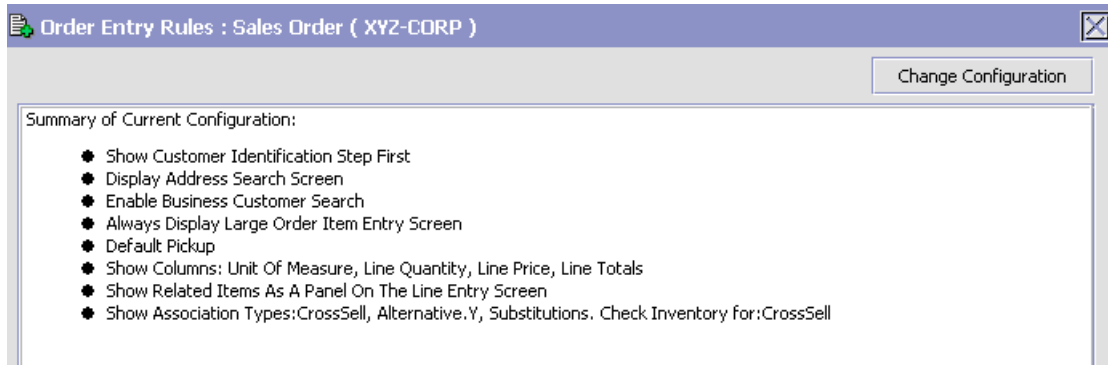 Order Entry Rules : Sales Order ( XYZ-CORP )
Change Configuration
Summary of Current Configuration:
Show Customer Identification Step First
Display Address Search Screen
Enable Business Customer Search
Always Display Large Order Item Entry Screen
Default Pickup
Show Columns: Unit Of Measure, Line Quantity, Line Price, Line Totals
Show Related Items As A Panel On The Line Entry Screen
Show Association Types:CrossSell, Alternative.Y, Substitutions. Check Inventory for:CrossSell